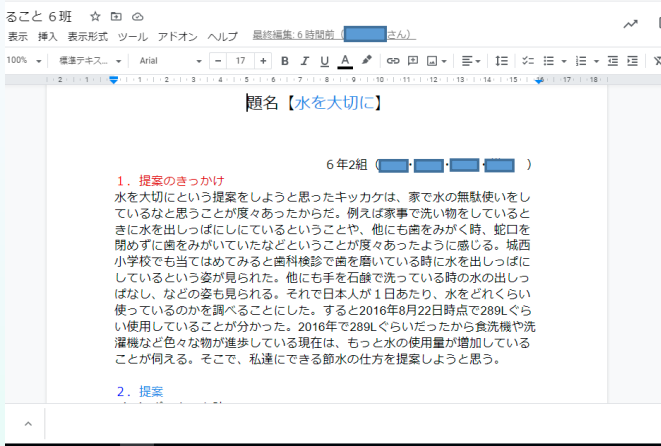 ること 6 班
表示 挿入 表示形式 ツール アドオン ヘルプ 最終編集: 6 時間前（ さん）
100% 標準テキス... Arial − 17 + B I U A
2 1 1 2 3 4 5 6 7 8 9 10 11 12 13 14 15 16 17 18
題名【水を大切に】
６年2組（ ・ ・ ・ ）
１．提案のきっかけ
水を大切にという提案をしようと思ったキッカケは、家で水の無駄使いをし
ているなと思うことが度々あったからだ。例えば家事で洗い物をしていると
きに水を出しっぱにしにているということや、他にも歯をみがく時、蛇口を
閉めずに歯をみがいていたなどということが度々あったように感じる。城西
小学校でも当てはめてみると歯科検診で歯を磨いている時に水を出しっぱに
しているという姿が見られた。他にも手を石鹸で洗っている時の水の出しっ
ぱなし、などの姿も見られる。それで日本人が１日あたり、水をどれくらい
使っているのかを調べることにした。すると2016年8月22日時点で289Lぐら
い使用していることが分かった。2016年で289Lぐらいだったから食洗機や洗
濯機など色々な物が進歩している現在は、もっと水の使用量が増加している
ことが伺える。そこで、私達にできる節水の仕方を提案しようと思う。
２．提案